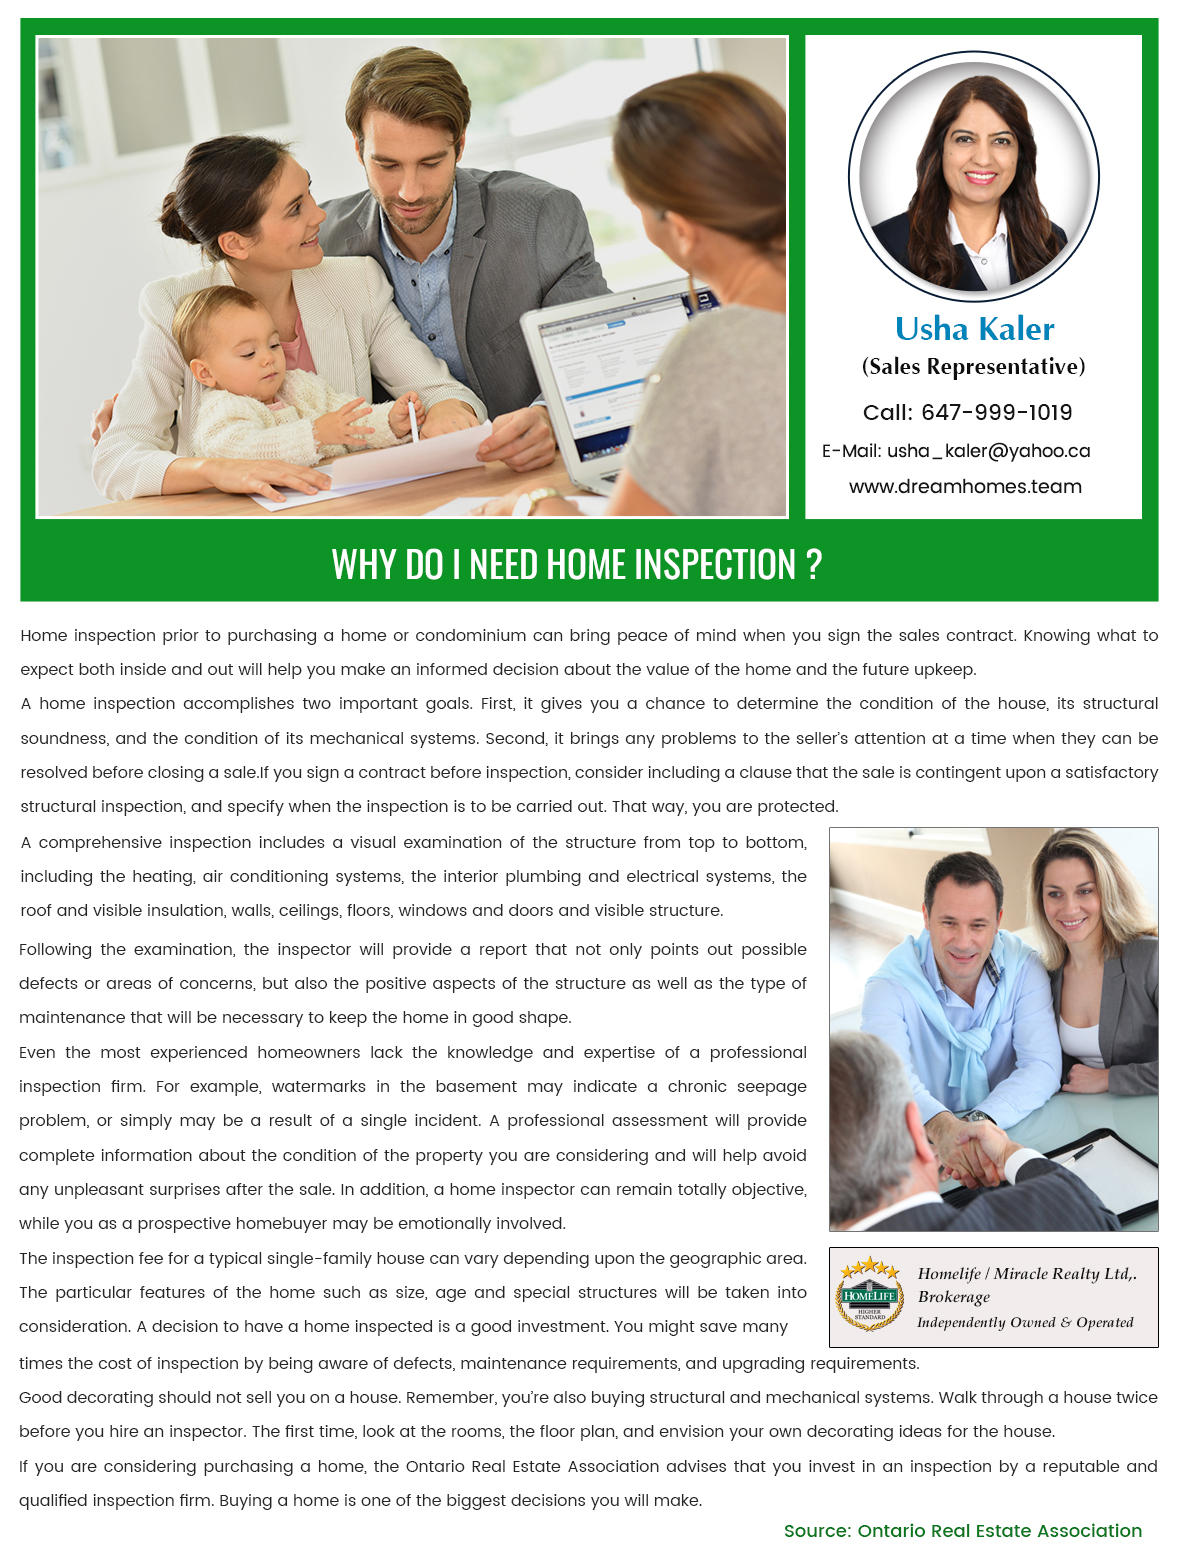 Usha Kaler
(Sales Representative)
Call: 647-999-1019
E-Mail: usha_kaler@yahoo.ca
www.dreamhomes.team
WHY DO I NEED HOME INSPECTION ?
Home inspection prior to purchasing a home or condominium can bring peace of mind when you sign the sales contract. Knowing what to
expect both inside and out will help you make an informed decision about the value of the home and the future upkeep.
A home inspection accomplishes two important goals. First, it gives you a chance to determine the condition of the house, its structural
soundness, and the condition of its mechanical systems. Second, it brings any problems to the seller's attention at a time when they can be
resolved before closing a sale.If you sign a contract before inspection, consider including a clause that the sale is contingent upon a satisfactory
structural inspection, and specify when the inspection is to be carried out. That way, you are protected.
A comprehensive inspection includes a visual examination of the structure from top to bottom,
including the heating, air conditioning systems, the interior plumbing and electrical systems, the
roof and visible insulation, walls, ceilings, floors, windows and doors and visible structure.
Following the examination, the inspector will provide a report that not only points out possible
defects or areas of concerns, but also the positive aspects of the structure as well as the type of
maintenance that will be necessary to keep the home in good shape.
Even the most experienced homeowners lack the knowledge and expertise of a professional
inspection firm. For example, watermarks in the basement may indicate a chronic seepage
problem, or simply may be a result of a single incident. A professional assessment will provide
complete information about the condition of the property you are considering and will help avoid
any unpleasant surprises after the sale. In addition, a home inspector can remain totally objective,
while you as a prospective homebuyer may be emotionally involved.
The inspection fee for a typical single-family house can vary depending upon the geographic area.
The particular features of the home such as size, age and special structures will be taken into
consideration. A decision to have a home inspected is a good investment. You might save many
times the cost of inspection by being aware of defects, maintenance requirements, and upgrading requirements.
Good decorating should not sell you on a house. Remember, you're also buying structural and mechanical systems. Walk through a house twice
before you hire an inspector. The first time, look at the rooms, the floor plan, and envision your own decorating ideas for the house.
If you are considering purchasing a home, the Ontario Real Estate Association advises that you invest in an inspection by a reputable and
qualified inspection firm. Buying a home is one of the biggest decisions you will make.
HOMELIFE
HIGHER
STANDARD
Homelife / Miracle Realty Ltd,.
Brokerage
Independently Owned & Operated
Source: Ontario Real Estate Association